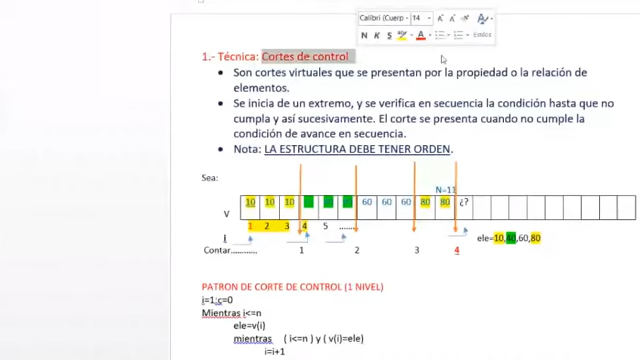 Calibri (Cuerp 14
N K S
Estilos
1.- Técnica: Cortes de control
• Son cortes virtuales que se presentan por la propiedad o la relación de
elementos.
• Se inicia de un extremo, y se verifica en secuencia la condición hasta que no
cumpla y así sucesivamente. El corte se presenta cuando no cumple la
condición de avance en secuencia.
• Nota: LA ESTRUCTURA DEBE TENER ORDEN.
Sea:
N=11
10 10 10 60 60 60 80 80 ¿?
V
1 2 3 4 5 .......
i
ele=10,40,60,80
Contar............ 1 2 3 4
PATRON DE CORTE DE CONTROL (1 NIVEL)
i=1;c=0
Mientras i<=n
ele=v(i)
mientras ( i<=n ) y ( v(i)=ele)
i=i+1